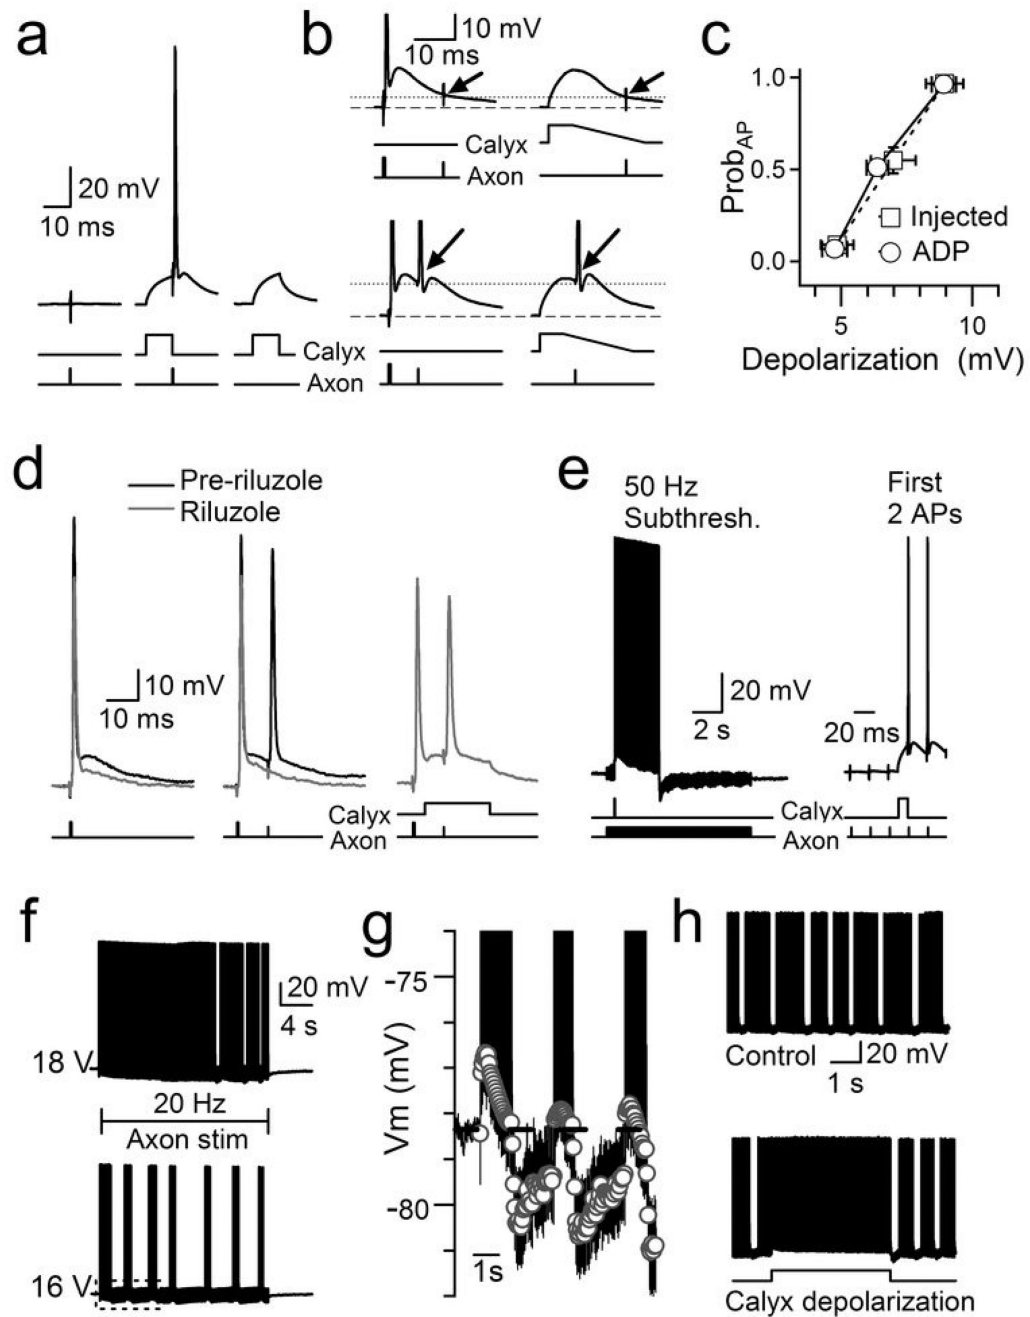 a
20 mV
10 ms
Calyx
Axon
b
10 mV
10 ms
Calyx
Axon
c
1.0
0.5
0.0
Prob_AP
Injected
ADP
5
10
Depolarization (mV)
d
Pre-riluzole
Riluzole
10 mV
10 ms
Calyx
Axon
e
50 Hz
Subthresh.
First
2 APs
20 mV
2 s
20 ms
Calyx
Axon
f
20 mV
4 s
18 V
20 Hz
Axon stim
16 V
g
-75
-80
Vm (mV)
1s
h
Control
20 mV
1 s
Calyx depolarization